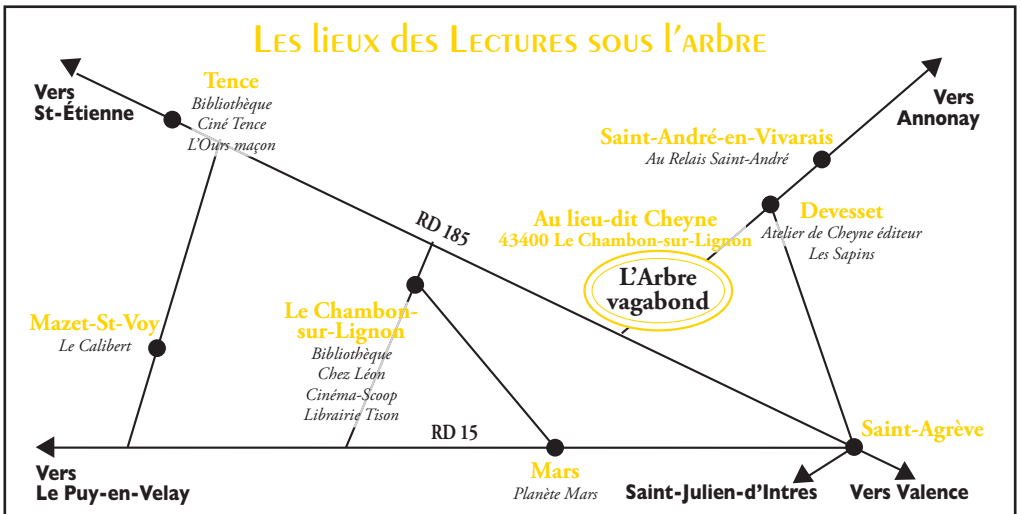 Les lieux des Lectures sous l'arbre
Vers
St-Étienne
Tence
Bibliothèque
Ciné Tence
L'Ours maçon
Vers
Annonay
Saint-André-en-Vivarais
Au Relais Saint-André
RD 185
Au lieu-dit Cheyne
43400 Le Chambon-sur-Lignon
L'Arbre
vagabond
Devesset
Atelier de Cheyne éditeur
Les Sapins
Mazet-St-Voy
Le Calibert
Le Chambon-
sur-Lignon
Bibliothèque
Chez Léon
Cinéma-Scoop
Librairie Tison
RD 15
Saint-Agrève
Vers
Le Puy-en-Velay
Mars
Planète Mars
Saint-Julien-d'Intres
Vers Valence